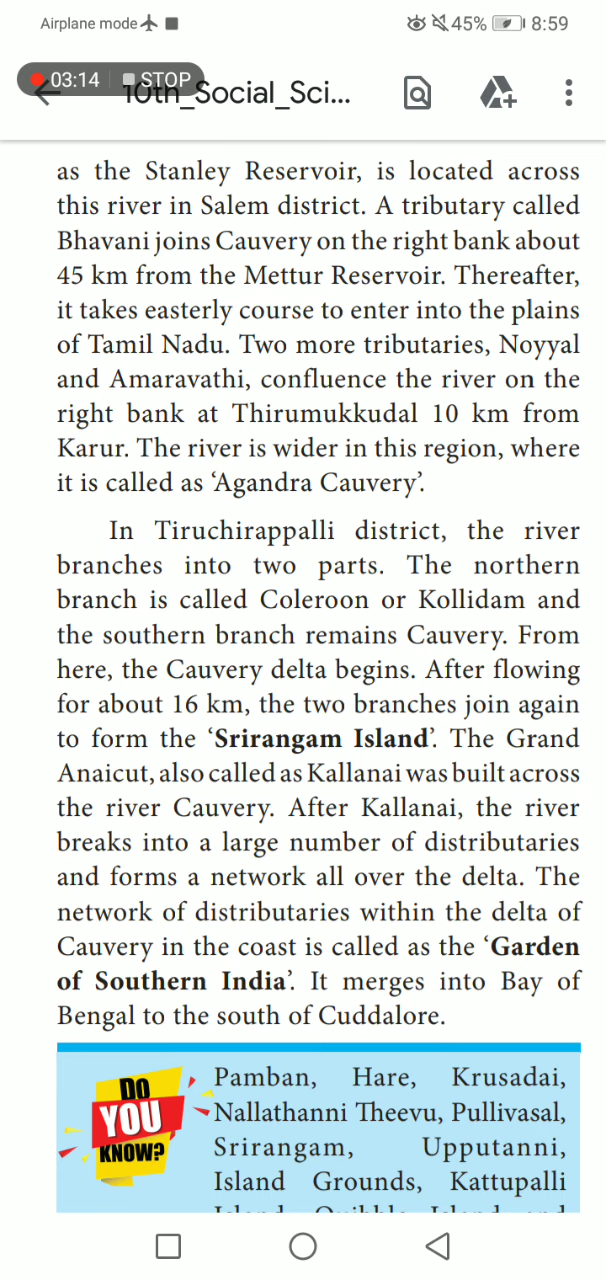 Airplane mode 45% 8:59
03:14 STOP
10th_Social_Sci...
as the Stanley Reservoir, is located across
this river in Salem district. A tributary called
Bhavani joins Cauvery on the right bank about
45 km from the Mettur Reservoir. Thereafter,
it takes easterly course to enter into the plains
of Tamil Nadu. Two more tributaries, Noyyal
and Amaravathi, confluence the river on the
right bank at Thirumukkudal 10 km from
Karur. The river is wider in this region, where
it is called as ‘Agandra Cauvery’.
In Tiruchirappalli district, the river
branches into two parts. The northern
branch is called Coleroon or Kollidam and
the southern branch remains Cauvery. From
here, the Cauvery delta begins. After flowing
for about 16 km, the two branches join again
to form the ‘Srirangam Island’. The Grand
Anaicut, also called as Kallanai was built across
the river Cauvery. After Kallanai, the river
breaks into a large number of distributaries
and forms a network all over the delta. The
network of distributaries within the delta of
Cauvery in the coast is called as the ‘Garden
of Southern India’. It merges into Bay of
Bengal to the south of Cuddalore.
DO
YOU
KNOW?
Pamban, Hare, Krusadai,
Nallathanni Theevu, Pullivasal,
Srirangam, Upputanni,
Island Grounds, Kattupalli